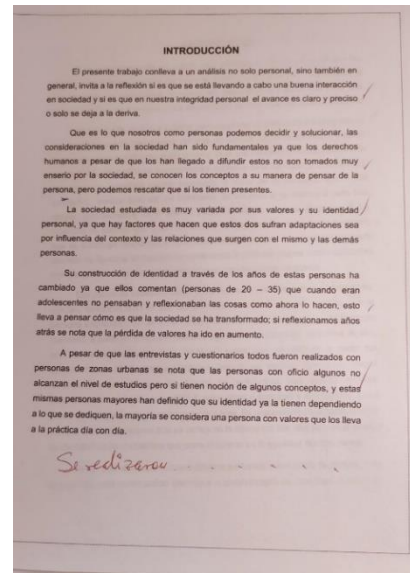 INTRODUCCIÓN
El presente trabajo conlleva a un análisis no solo personal, sino también en
general, invita a la reflexión si es que se está llevando a cabo una buena interacción
en sociedad y si es que en nuestra integridad personal el avance es claro y preciso
o solo se deja a la deriva.
Que es lo que nosotros como personas podemos decidir y solucionar, las
consideraciones en la sociedad han sido fundamentales ya que los derechos
humanos a pesar de que los han llegado a difundir estos no son tomados muy
enserio por la sociedad, se conocen los conceptos a su manera de pensar de la
persona, pero podemos rescatar que si los tienen presentes.
La sociedad estudiada es muy variada por sus valores y su identidad
personal, ya que hay factores que hacen que estos dos sufran adaptaciones sea
por influencia del contexto y las relaciones que surgen con el mismo y las demás
personas.
Su construcción de identidad a través de los años de estas personas ha
cambiado ya que ellos comentan (personas de 20 – 35) que cuando eran
adolescentes no pensaban y reflexionaban las cosas como ahora lo hacen, esto
lleva a pensar cómo es que la sociedad se ha transformado; si reflexionamos años
atrás se nota que la pérdida de valores ha ido en aumento.
A pesar de que las entrevistas y cuestionarios todos fueron realizados con
personas de zonas urbanas se nota que las personas con oficio algunos no
alcanzan el nivel de estudios pero si tienen noción de algunos conceptos, y estas
mismas personas mayores han definido que su identidad ya la tienen dependiendo
a lo que se dediquen, la mayoría se considera una persona con valores que los lleva
a la práctica día con día.
Se realizaron . . . . . .